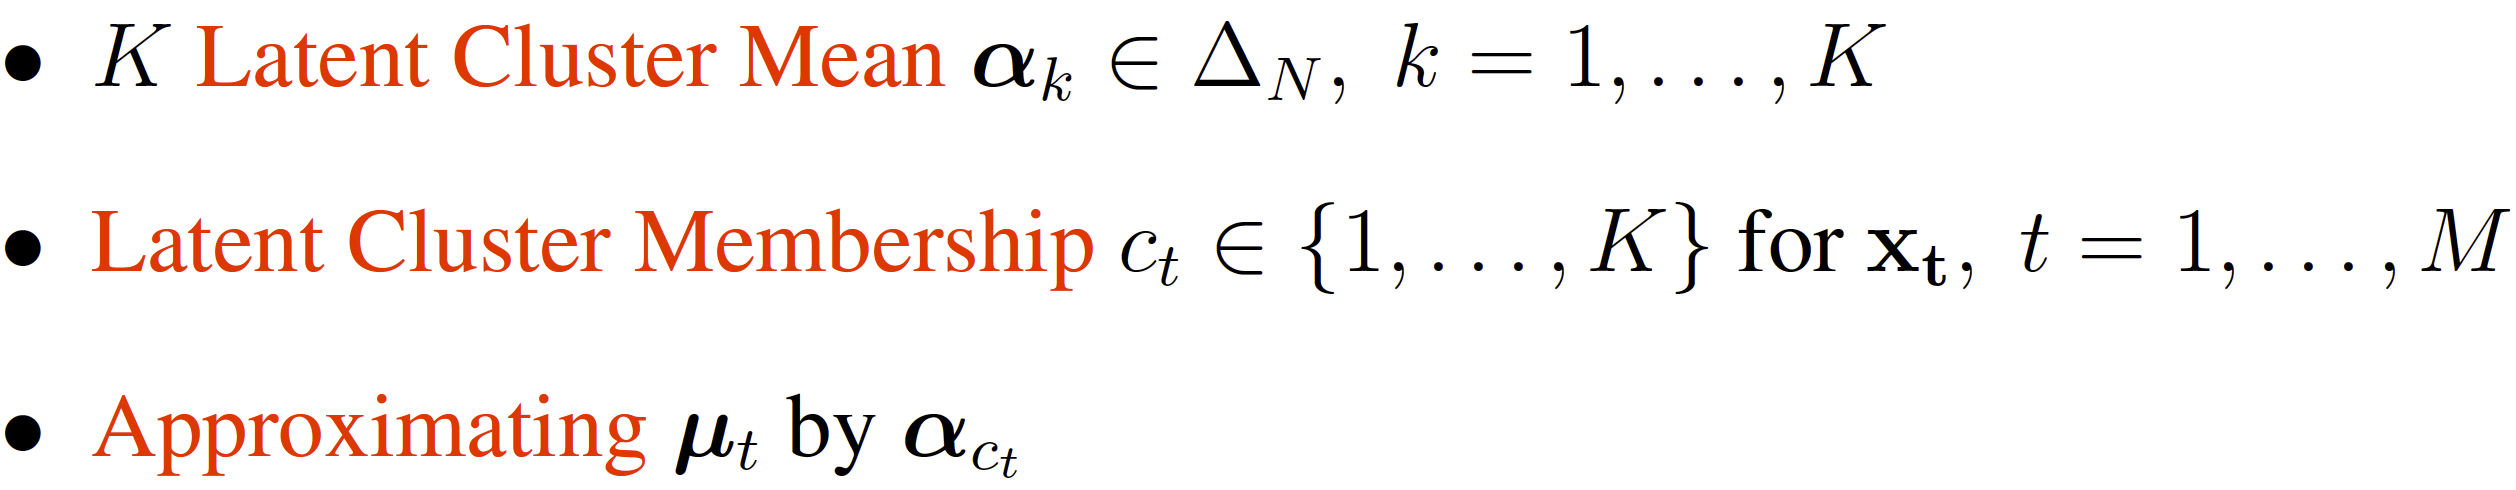 • K Latent Cluster Mean α_k ∈ Δ_N, k = 1, . . . , K
• Latent Cluster Membership c_t ∈ {1, . . . , K} for x_t, t = 1, . . . , M
• Approximating μ_t by α_{c_t}